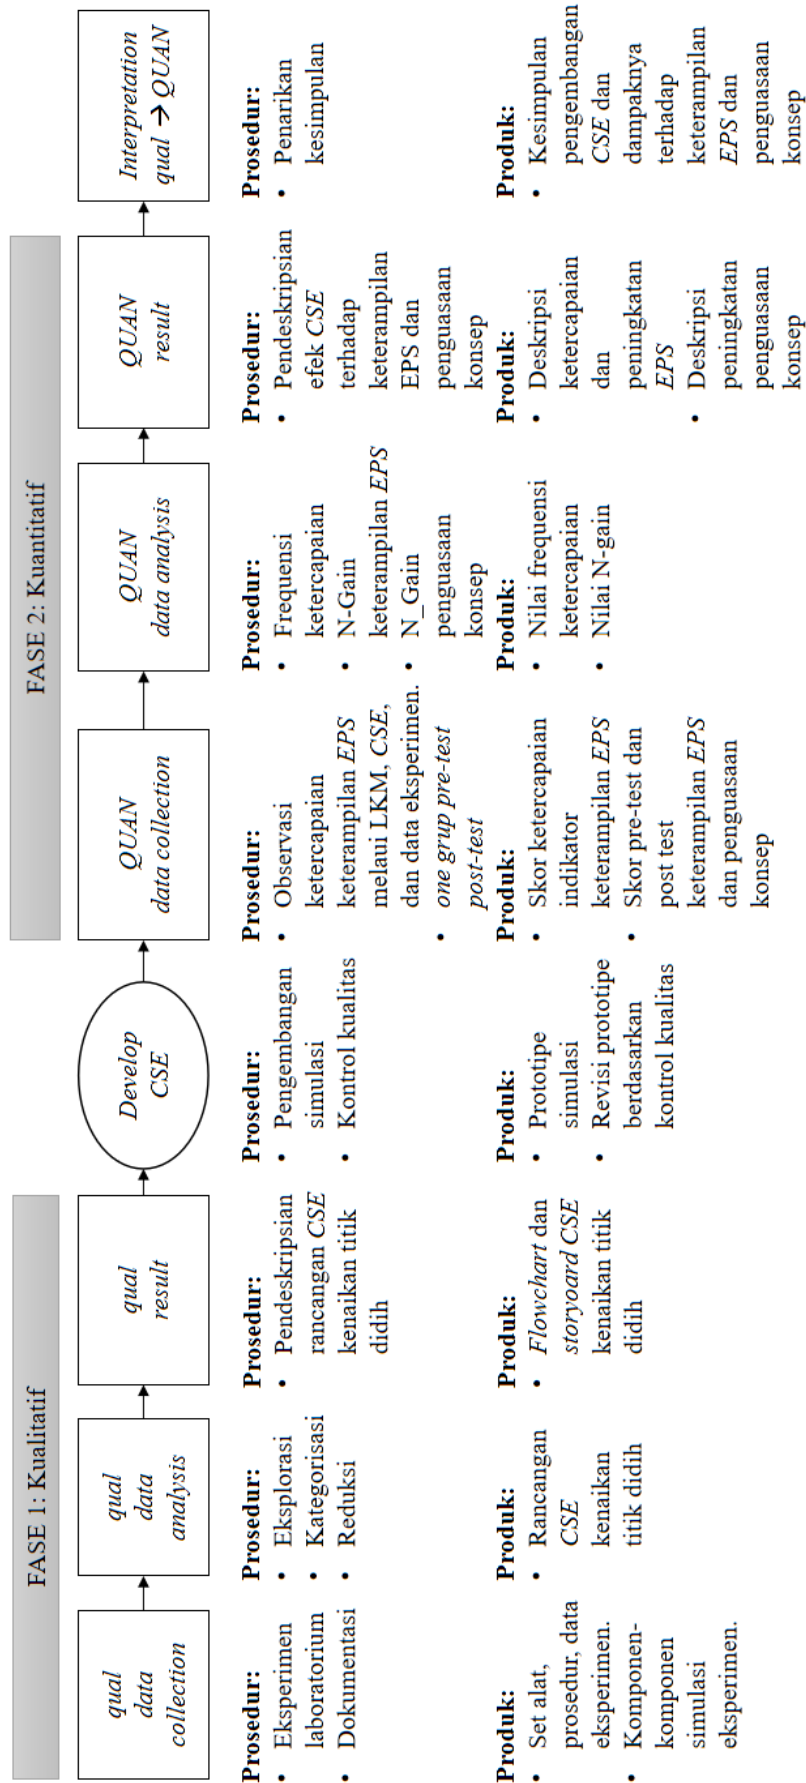 FASE 1: Kualitatif
FASE 2: Kuantitatif
qual
data
collection
qual
data
analysis
qual
result
Develop
CSE
QUAN
data collection
QUAN
data analysis
QUAN
result
Interpretation
qual → QUAN
Prosedur:
• Eksperimen
laboratorium
• Dokumentasi
Prosedur:
• Eksplorasi
• Kategorisasi
• Reduksi
Prosedur:
• Pendeskripsian
rancangan CSE
kenaikan titik
didih
Prosedur:
• Pengembangan
simulasi
• Kontrol kualitas
Prosedur:
• Observasi
ketercapaian
keterampilan EPS
melaui LKM, CSE,
dan data eksperimen.
• one grup pre-test
post-test
Prosedur:
• Frequensi
ketercapaian
• N-Gain
keterampilan EPS
• N_Gain
penguasaan
konsep
Prosedur:
• Pendeskripsian
efek CSE
terhadap
keterampilan
EPS dan
penguasaan
konsep
Prosedur:
• Penarikan
kesimpulan
Produk:
• Set alat,
prosedur, data
eksperimen.
• Komponen-
komponen
simulasi
eksperimen.
Produk:
• Rancangan
CSE
kenaikan
titik didih
Produk:
• Flowchart dan
storyoard CSE
kenaikan titik
didih
Produk:
• Prototipe
simulasi
• Revisi prototipe
berdasarkan
kontrol kualitas
Produk:
• Skor ketercapaian
indikator
keterampilan EPS
• Skor pre-test dan
post test
keterampilan EPS
dan penguasaan
konsep
Produk:
• Nilai frequensi
ketercapaian
• Nilai N-gain
Produk:
• Deskripsi
ketercapaian
dan
peningkatan
EPS
• Deskripsi
peningkatan
penguasaan
konsep
Produk:
• Kesimpulan
pengembangan
CSE dan
dampaknya
terhadap
keterampilan
EPS dan
penguasaan
konsep